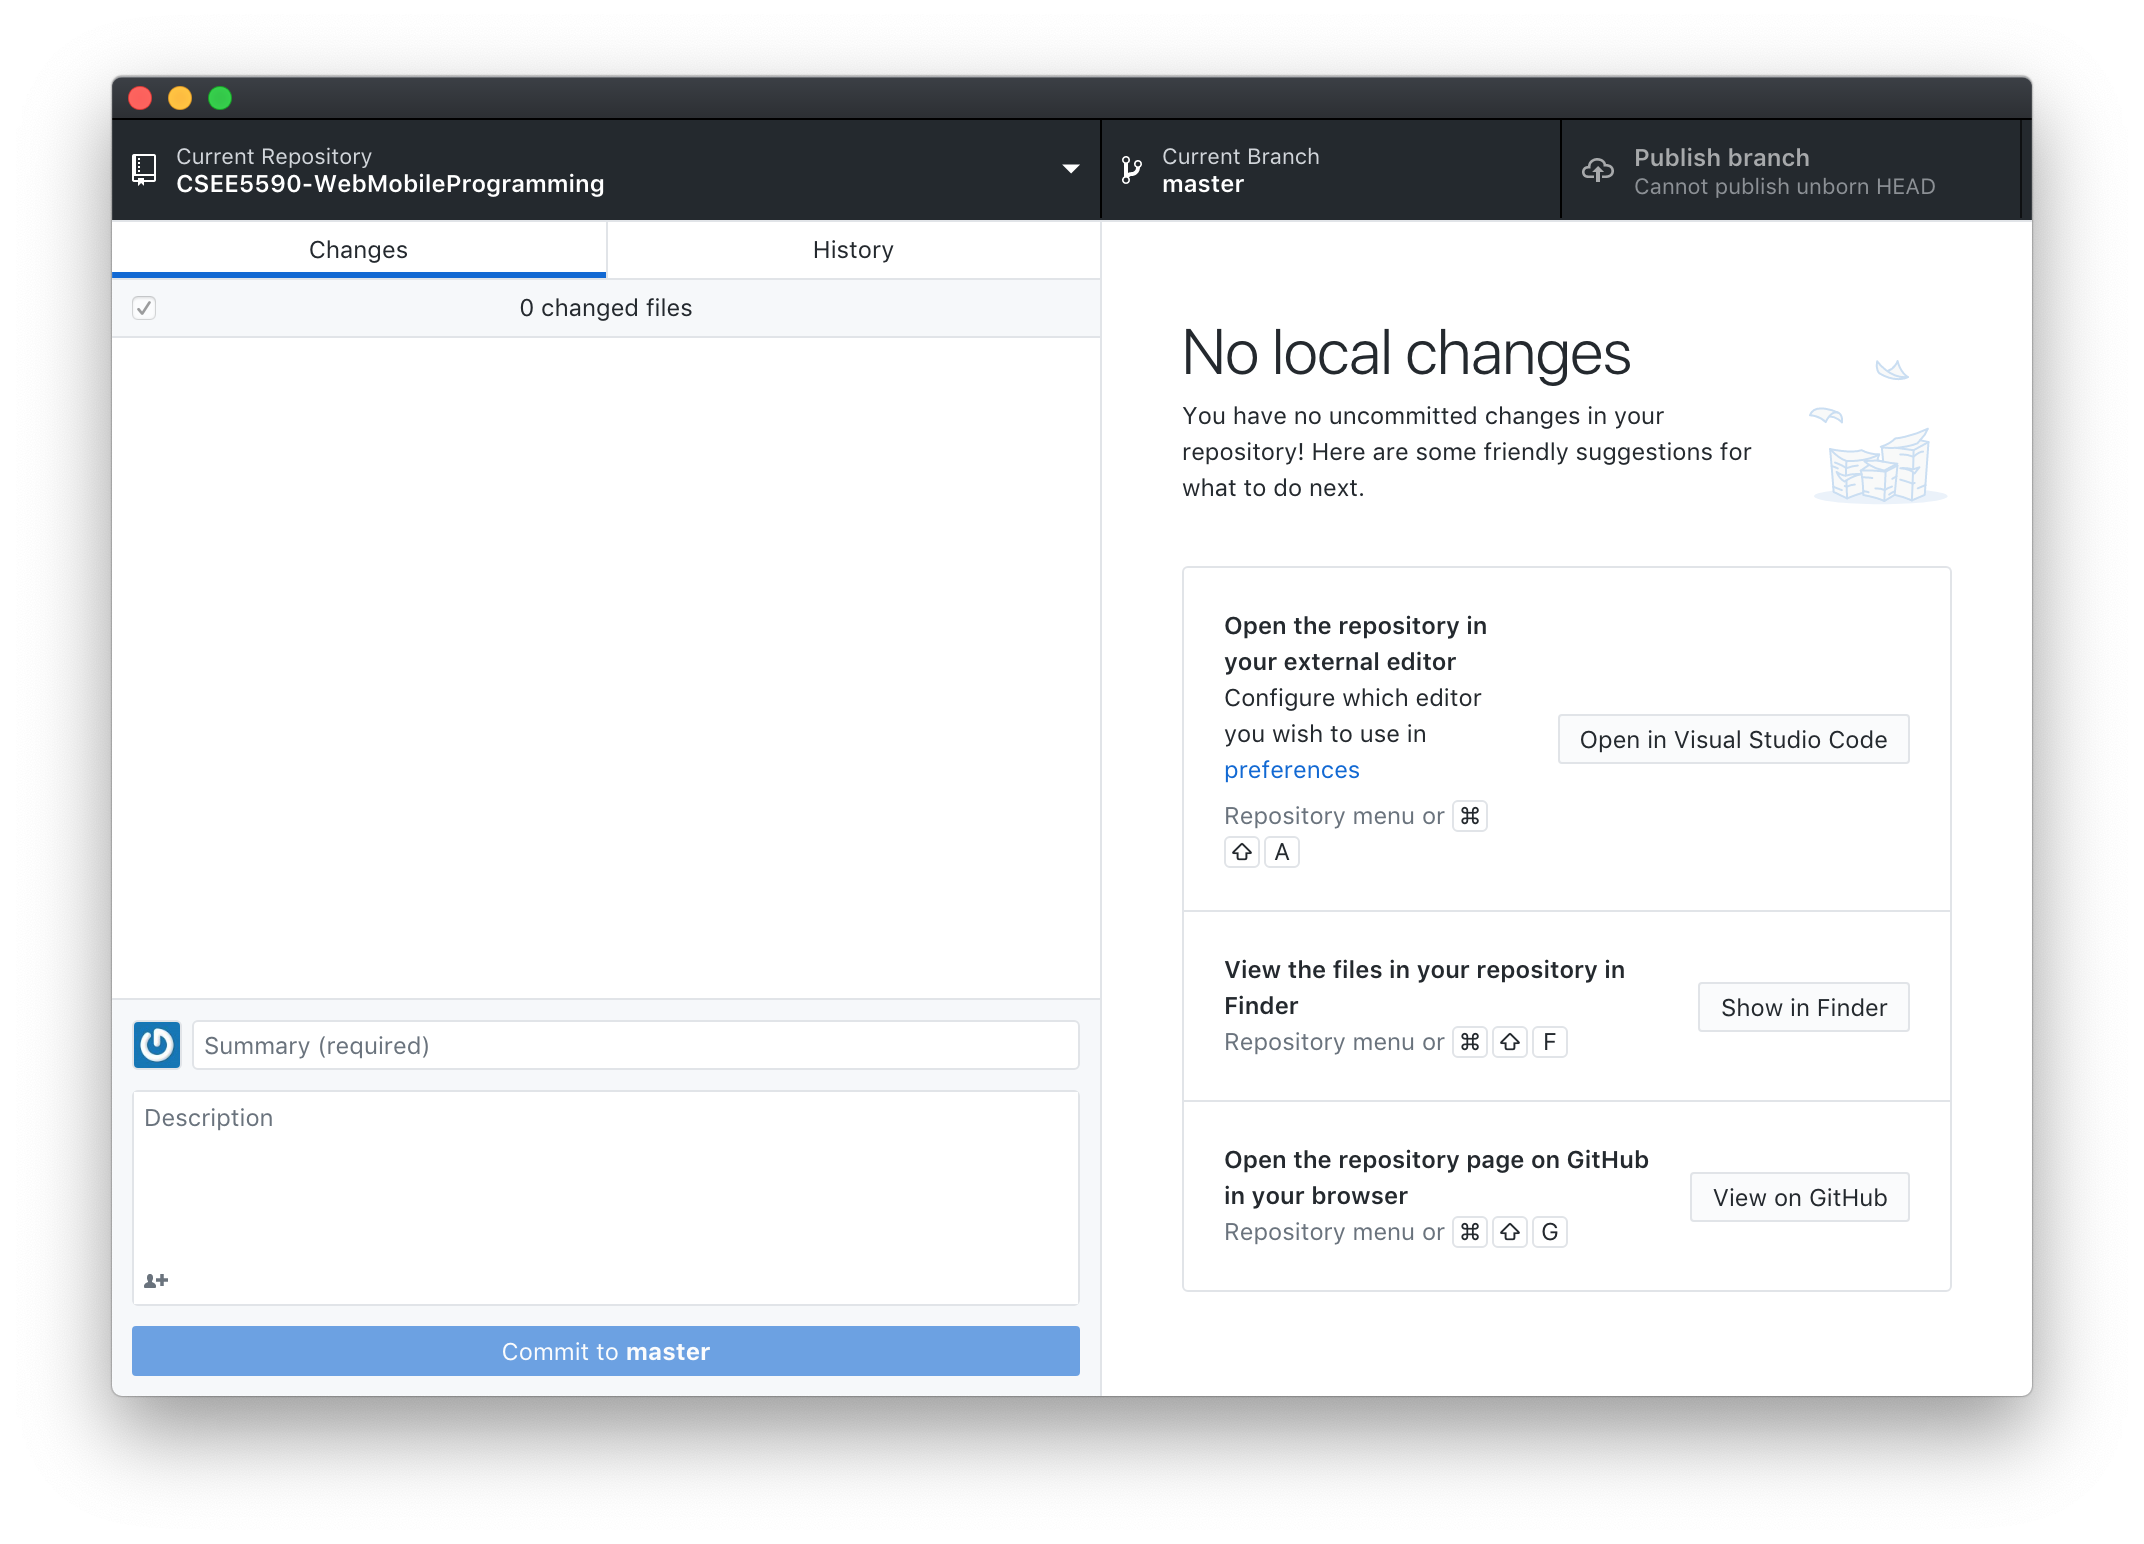 Current Repository
CSEE5590-WebMobileProgramming
Current Branch
master
Publish branch
Cannot publish unborn HEAD
Changes
History
0 changed files
No local changes
You have no uncommitted changes in your
repository! Here are some friendly suggestions for
what to do next.
Open the repository in
your external editor
Configure which editor
you wish to use in
preferences
Repository menu or ⌘
⇧ A
Open in Visual Studio Code
View the files in your repository in
Finder
Repository menu or ⌘ ⇧ F
Show in Finder
Open the repository page on GitHub
in your browser
Repository menu or ⌘ ⇧ G
View on GitHub
Summary (required)
Description
Commit to master